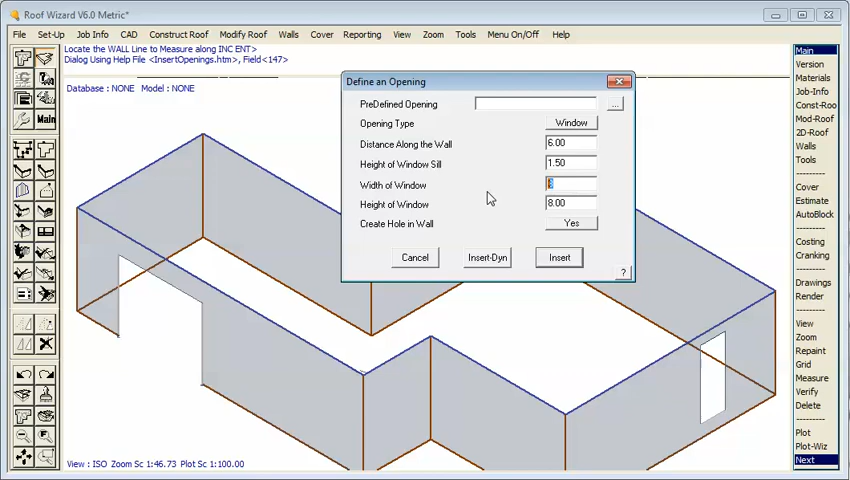 Roof Wizard V6.0 Metric*
File Set-Up Job Info CAD Construct Roof Modify Roof Walls Cover Reporting View Zoom Tools Menu On/Off Help
Locate the WALL Line to Measure along INC ENT>
Dialog Using Help File <InsertOpenings.htm>, Field<147>
Database : NONE Model : NONE
Main
Define an Opening
PreDefined Opening ...
Opening Type Window
Distance Along the Wall 6.00
Height of Window Sill 1.50
Width of Window
Height of Window 8.00
Create Hole in Wall Yes
Cancel Insert-Dyn Insert
?
Main
Version
Materials
Job-Info
Const-Roo
Mod-Roof
2D-Roof
Walls
Tools
Cover
Estimate
AutoBlock
Costing
Cranking
Drawings
Render
View
Zoom
Repaint
Grid
Measure
Verify
Delete
Plot
Plot-Wiz
Next
View : ISO Zoom Sc 1:46.73 Plot Sc 1:100.00